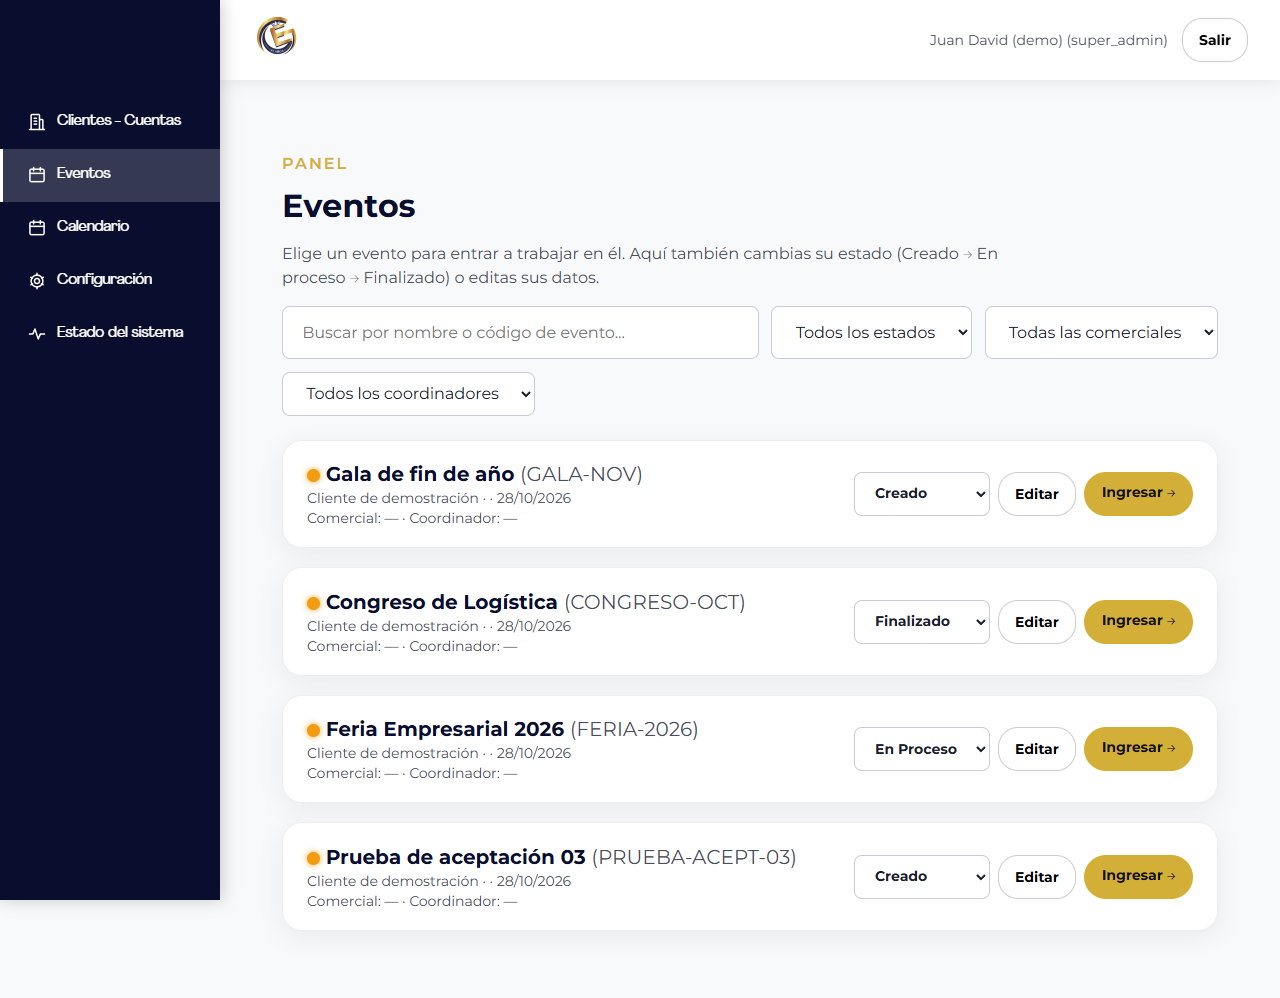 Juan David (demo) (super_admin)
Salir
Clientes - Cuentas
Eventos
Calendario
Configuración
Estado del sistema
PANEL
Eventos
Elige un evento para entrar a trabajar en él. Aquí también cambias su estado (Creado → En
proceso → Finalizado) o editas sus datos.
Buscar por nombre o código de evento...
Todos los estados
Todas las comerciales
Todos los coordinadores
Gala de fin de año (GALA-NOV)
Cliente de demostración · · 28/10/2026
Comercial: — · Coordinador: —
Creado
Editar
Ingresar →
Congreso de Logística (CONGRESO-OCT)
Cliente de demostración · · 28/10/2026
Comercial: — · Coordinador: —
Finalizado
Editar
Ingresar →
Feria Empresarial 2026 (FERIA-2026)
Cliente de demostración · · 28/10/2026
Comercial: — · Coordinador: —
En Proceso
Editar
Ingresar →
Prueba de aceptación 03 (PRUEBA-ACEPT-03)
Cliente de demostración · · 28/10/2026
Comercial: — · Coordinador: —
Creado
Editar
Ingresar →